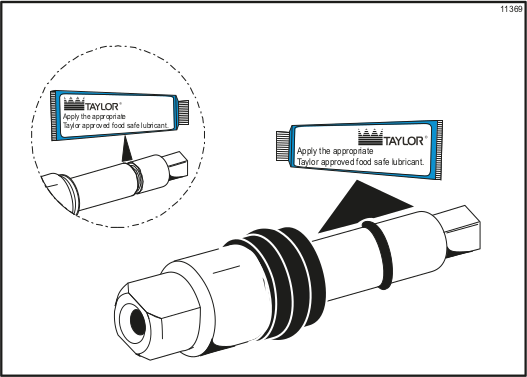 11369
TAYLOR®
Apply the appropriate
Taylor approved food safe lubricant.
TAYLOR®
Apply the appropriate
Taylor approved food safe lubricant.